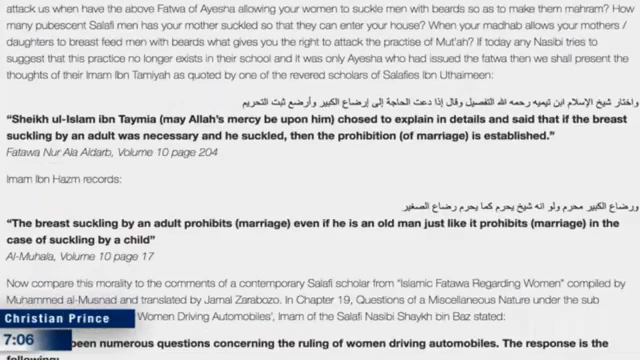 attack us when have the above Fatwa of Ayesha allowing your women to suckle men with beards so as to make them mahram? How
many pubescent Salafi men has your mother suckled so that they can enter your house? When your madhab allows your mothers /
daughters to breast feed men with beards what gives you the right to attack the practise of Mut'ah? If today any Nasibi tries to
suggest that this practice no longer exists in their school and it was only Ayesha who had issued the fatwa then we shall present the
thoughts of their Imam Ibn Tamiyah as quoted by one of the revered scholars of Salafies Ibn Uthaimeen:
واختار شيخ الإسلام ابن تيميه رحمه الله التفصيل وقال إذا دعت الحاجة إلى إرضاع الكبير وأرضع ثبت التحريم
“Sheikh ul-Islam ibn Taymia (may Allah's mercy be upon him) chosed to explain in details and said that if the breast
suckling by an adult was necessary and he suckled, then the prohibition (of marriage) is established.”
Fatawa Nur Ala Aldarb, Volume 10 page 204
Imam Ibn Hazm records:
ورضاع الكبير محرم ولو انه شيخ يحرم كما يحرم رضاع الصغير
“The breast suckling by an adult prohibits (marriage) even if he is an old man just like it prohibits (marriage) in the
case of suckling by a child”
Al-Muhala, Volume 10 page 17
Now compare this morality to the comments of a contemporary Salafi scholar from “Islamic Fatawa Regarding Women” compiled by
Muhammed al-Musnad and translated by Jamal Zarabozo. In Chapter 19, Questions of a Miscellaneous Nature under the sub
Christian Prince
Women Driving Automobiles', Imam of the Salafi Nasibi Shaykh bin Baz stated:
7:06
been numerous questions concerning the ruling of women driving automobiles. The response is the
following: